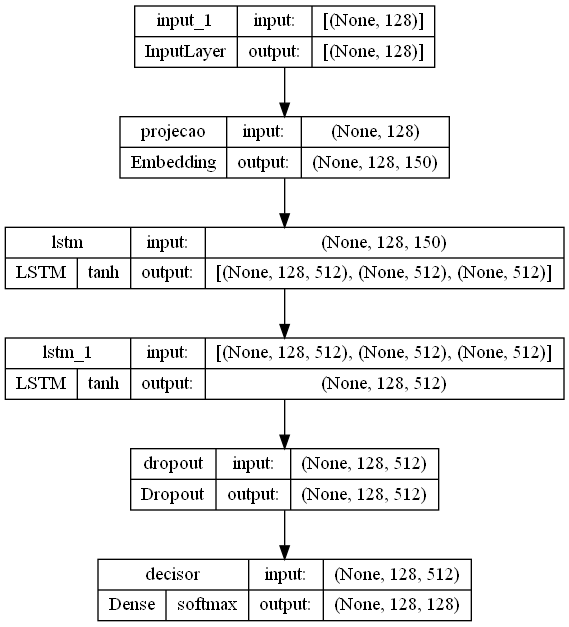 input_1 input: [(None, 128)]
InputLayer output: [(None, 128)]
projecao input: (None, 128)
Embedding output: (None, 128, 150)
lstm input: (None, 128, 150)
LSTM tanh output: [(None, 128, 512), (None, 512), (None, 512)]
lstm_1 input: [(None, 128, 512), (None, 512), (None, 512)]
LSTM tanh output: (None, 128, 512)
dropout input: (None, 128, 512)
Dropout output: (None, 128, 512)
decisor input: (None, 128, 512)
Dense softmax output: (None, 128, 128)